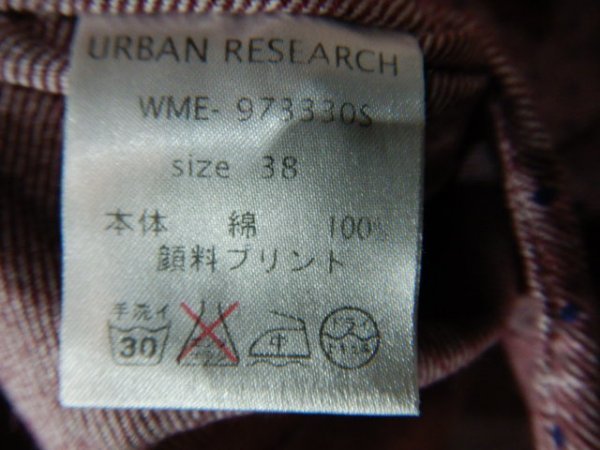 URBAN RESEARCH
WME- 973330S
size 38
本体 綿 100%
顔料プリント
手洗イ
30
中